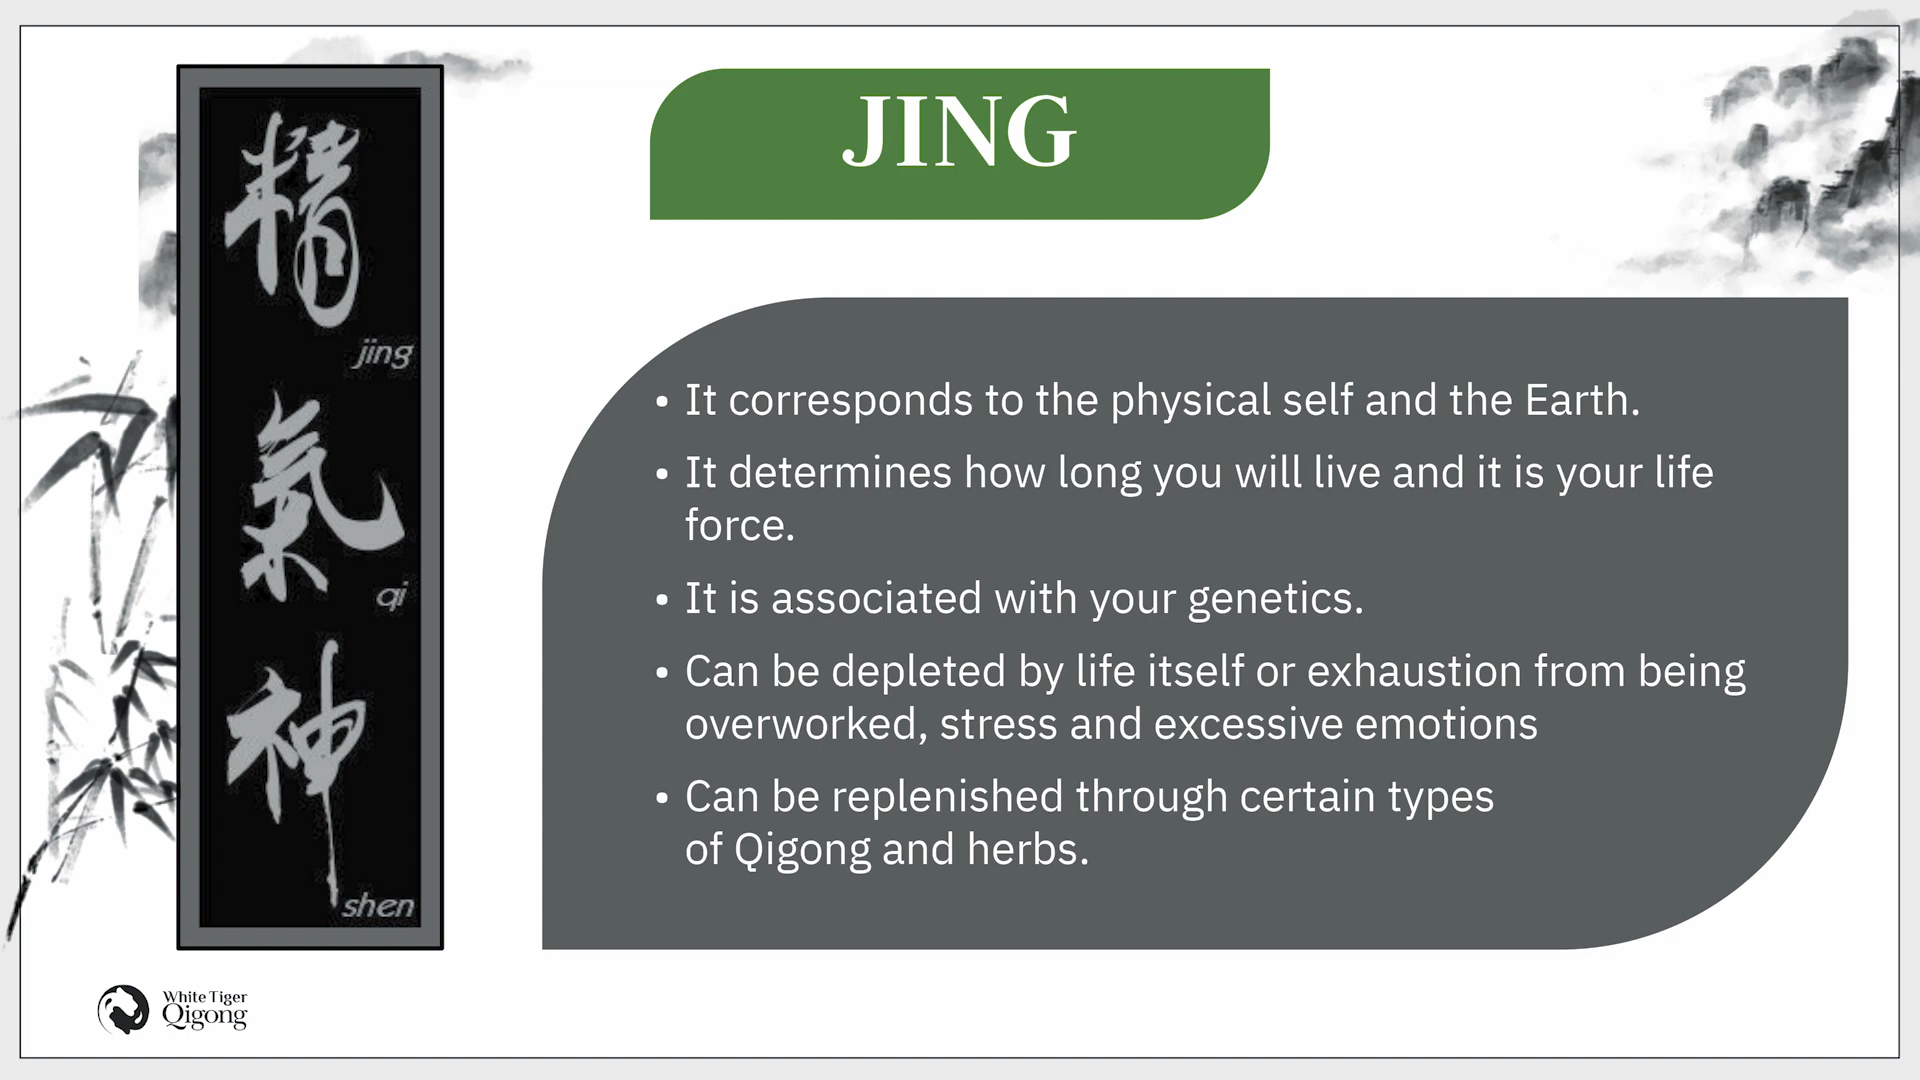 精
jing
氣
qi
神
shen
JING
• It corresponds to the physical self and the Earth.
• It determines how long you will live and it is your life
force.
• It is associated with your genetics.
• Can be depleted by life itself or exhaustion from being
overworked, stress and excessive emotions
• Can be replenished through certain types
of Qigong and herbs.
White Tiger
Qigong